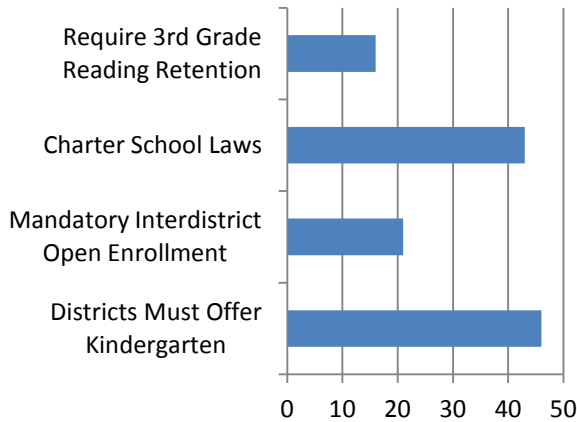 Require 3rd Grade
Reading Retention
Charter School Laws
Mandatory Interdistrict
Open Enrollment
Districts Must Offer
Kindergarten
0 10 20 30 40 50